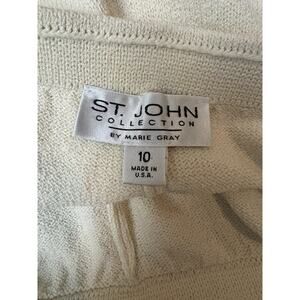 ST. JOHN
COLLECTION
BY MARIE GRAY
10
MADE IN
U.S.A.